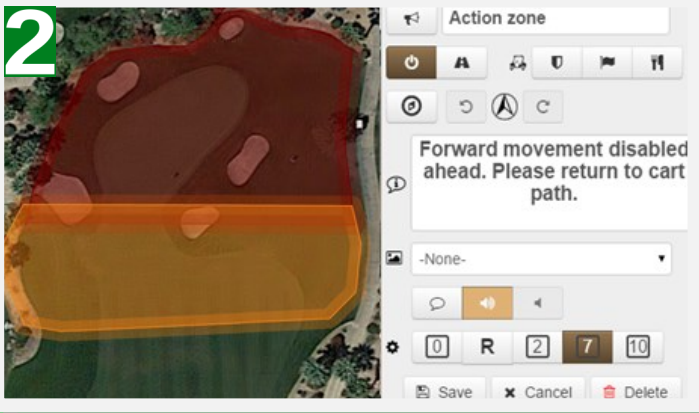 2
Action zone
Forward movement disabled
ahead. Please return to cart
path.
-None-
0 R 2 7 10
Save Cancel Delete